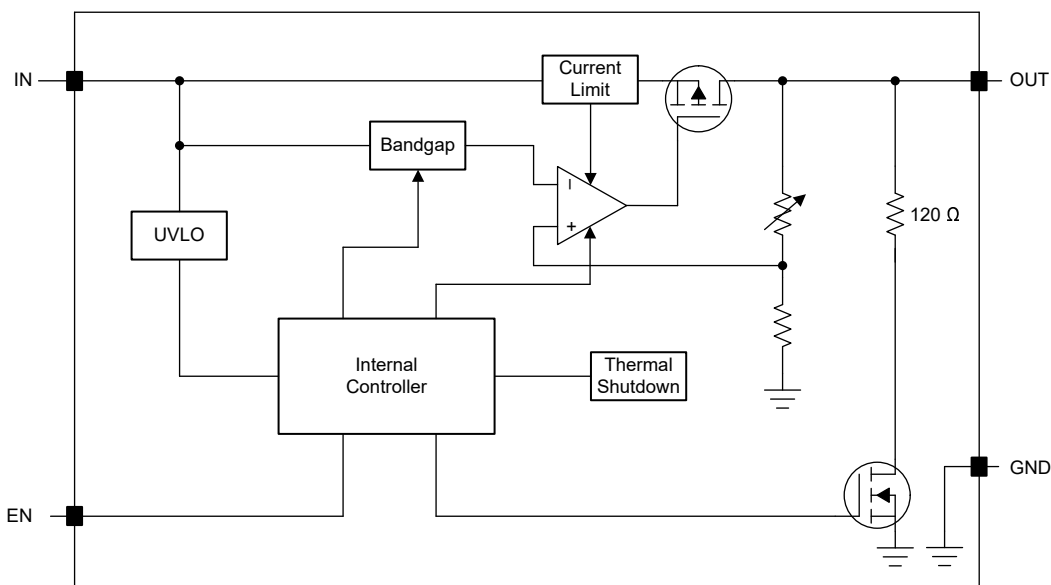 IN
Current
Limit
OUT
Bandgap
UVLO
120 Ω
Internal
Controller
Thermal
Shutdown
GND
EN